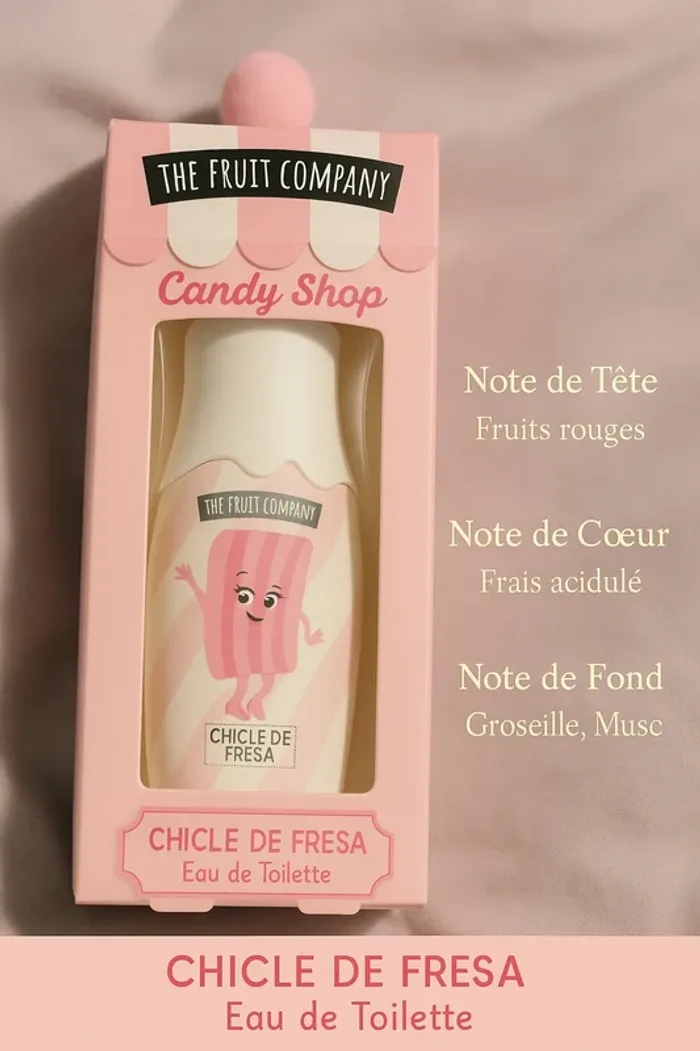 THE FRUIT COMPANY
Candy Shop
THE FRUIT COMPANY
CHICLE DE
FRESA
CHICLE DE FRESA
Eau de Toilette
Note de Tête
Fruits rouges
Note de Cœur
Frais acidulé
Note de Fond
Groseille, Musc
CHICLE DE FRESA
Eau de Toilette